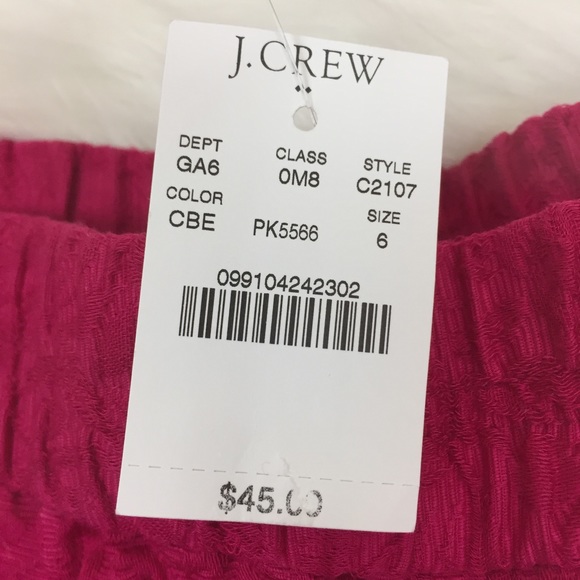 J.CREW
DEPT CLASS STYLE
GA6 0M8 C2107
COLOR SIZE
CBE PK5566 6
099104242302
$45.00